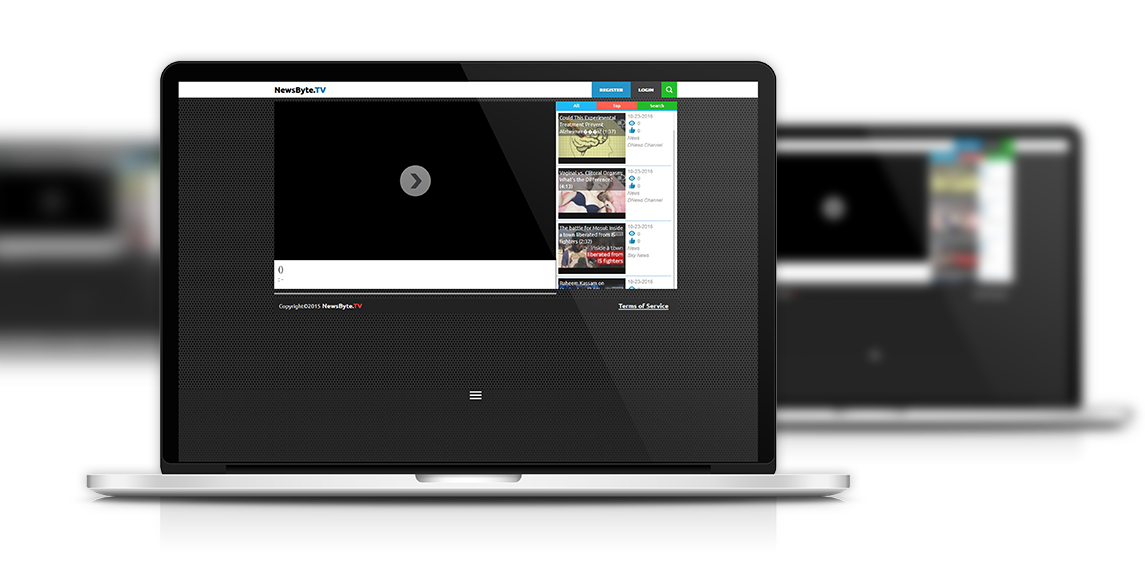 NewsByte.TV
REGISTER
LOGIN
All
Top
Search
Could This Experimental
Treatment Prevent
Alzheimer���s? (1:37)
10-23-2016
0
0
News
DNews Channel
Vaginal vs. Clitoral Orgasms:
What's the Difference?
(4:13)
10-23-2016
0
0
News
DNews Channel
The battle for Mosul: Inside
a town liberated from IS
fighters (2:32)
Inside a town
liberated from
IS fighters
10-23-2016
0
0
News
Sky News
Raheem Kassam on
10-23-2016
()
: -
Copyright©2015 NewsByte.TV
Terms of Service